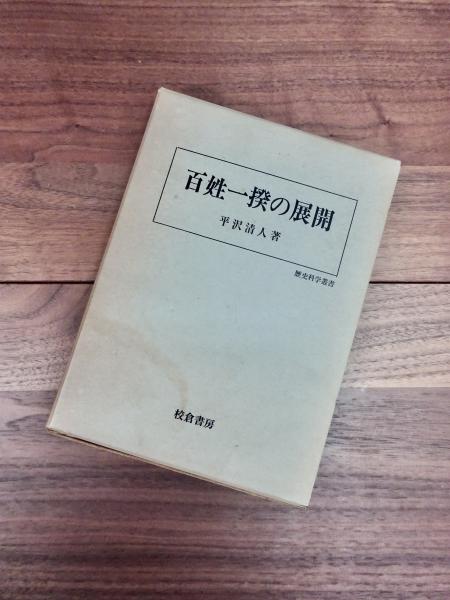 百姓一揆の展開
平沢清人著
歴史科学叢書
校倉書房